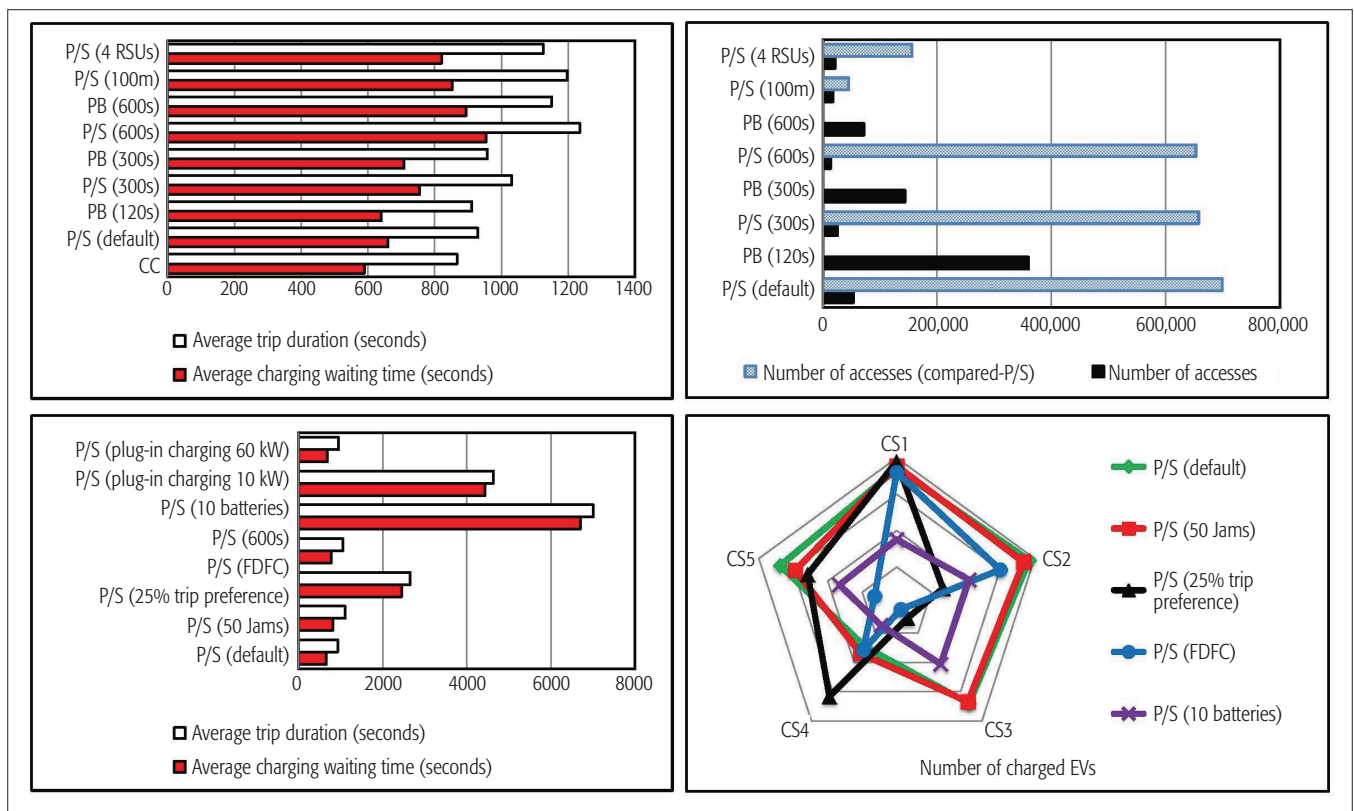 P/S (4 RSUs)
P/S (100m)
PB (600s)
P/S (600s)
PB (300s)
P/S (300s)
PB (120s)
P/S (default)
CC
0 200 400 600 800 1000 1200 1400
Average trip duration (seconds)
Average charging waiting time (seconds)
P/S (4 RSUs)
P/S (100m)
PB (600s)
P/S (600s)
PB (300s)
P/S (300s)
PB (120s)
P/S (default)
0 200,000 400,000 600,000 800,000
Number of accesses (compared-P/S) Number of accesses
P/S (plug-in charging 60 kW)
P/S (plug-in charging 10 kW)
P/S (10 batteries)
P/S (600s)
P/S (FDFC)
P/S (25% trip preference)
P/S (50 Jams)
P/S (default)
0 2000 4000 6000 8000
Average trip duration (seconds)
Average charging waiting time (seconds)
CS1
CS2
CS3
CS4
CS5
P/S (default)
P/S (50 Jams)
P/S (25% trip
preference)
P/S (FDFC)
P/S (10 batteries)
Number of charged EVs